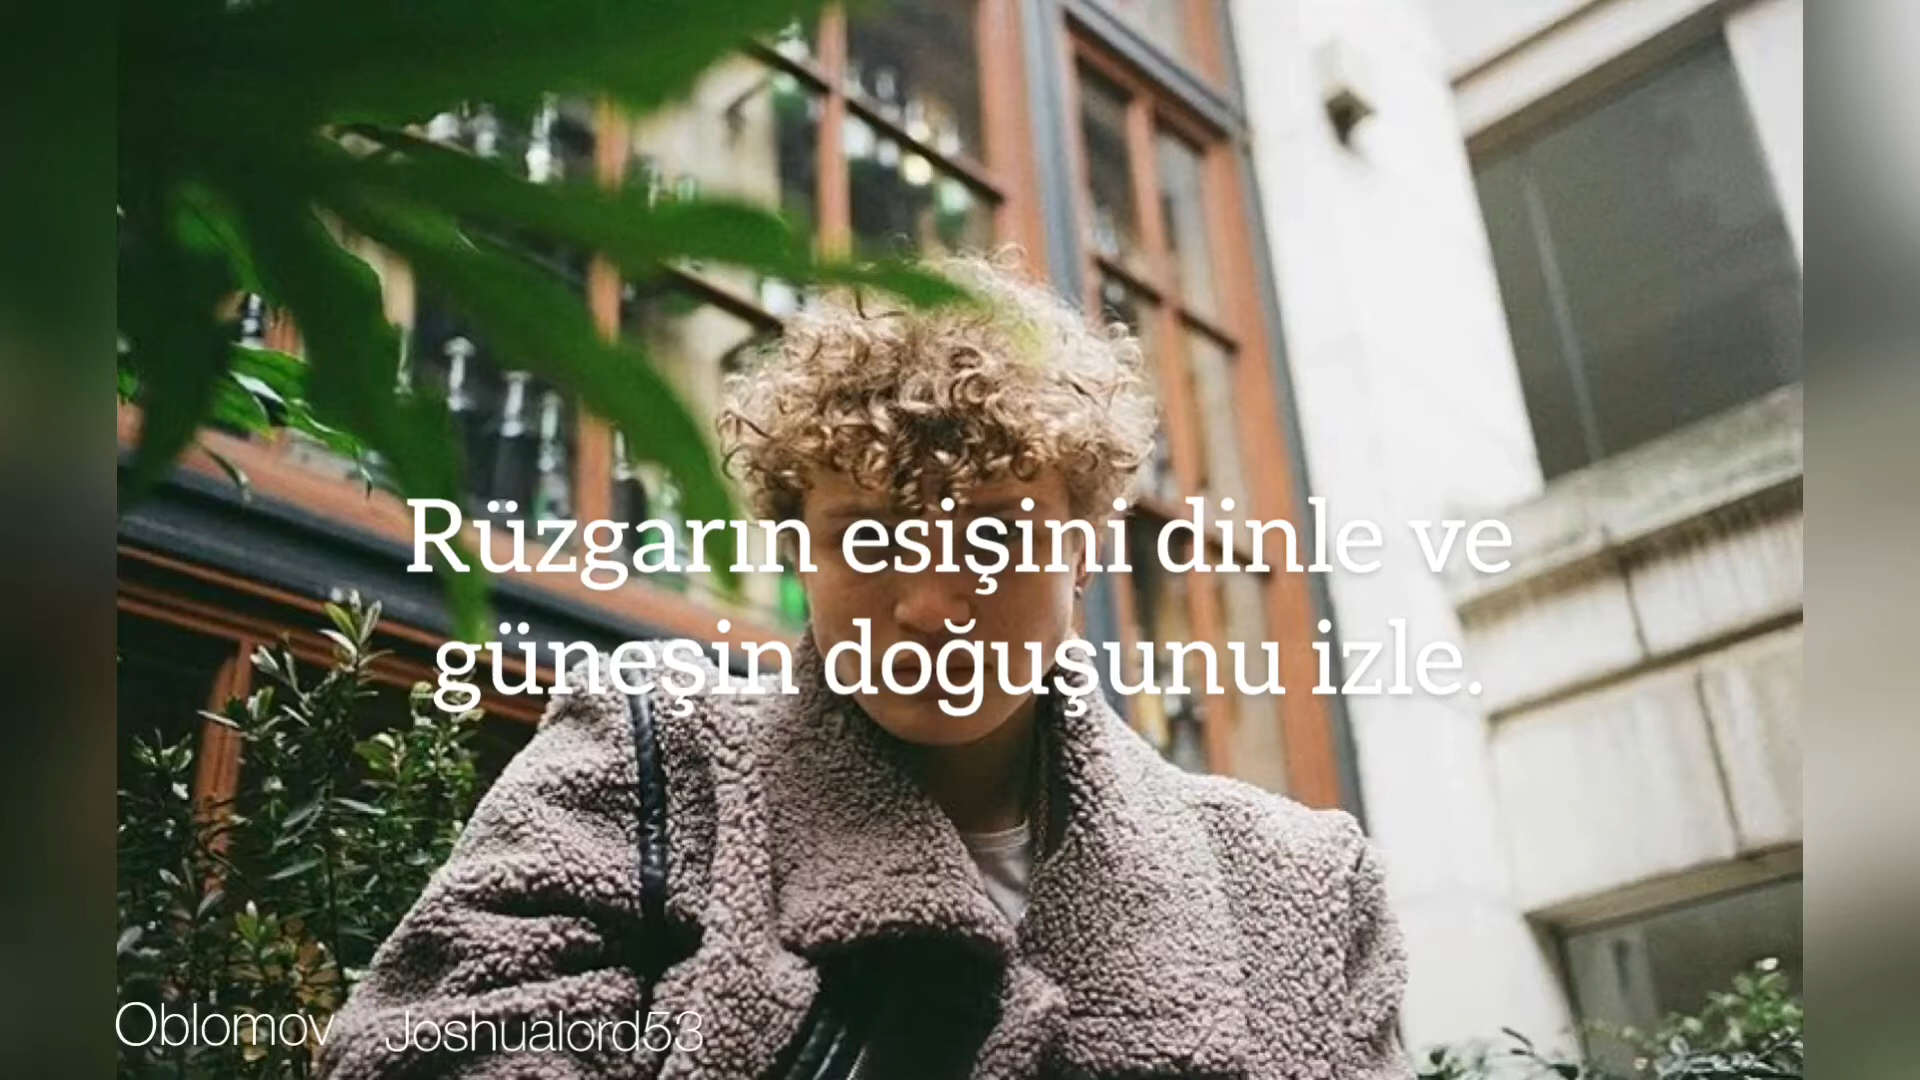 Rüzgarın esişini dinle ve
güneşin doğuşunu izle.
Oblomov Joshualord53